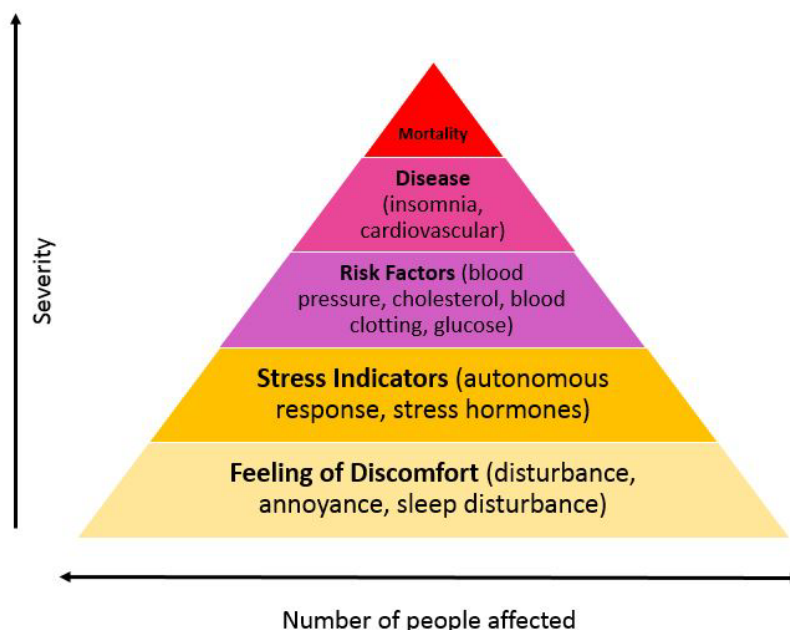 Mortality
Disease
(insomnia,
cardiovascular)
Risk Factors (blood
pressure, cholesterol, blood
clotting, glucose)
Stress Indicators (autonomous
response, stress hormones)
Feeling of Discomfort (disturbance,
annoyance, sleep disturbance)
Severity
Number of people affected